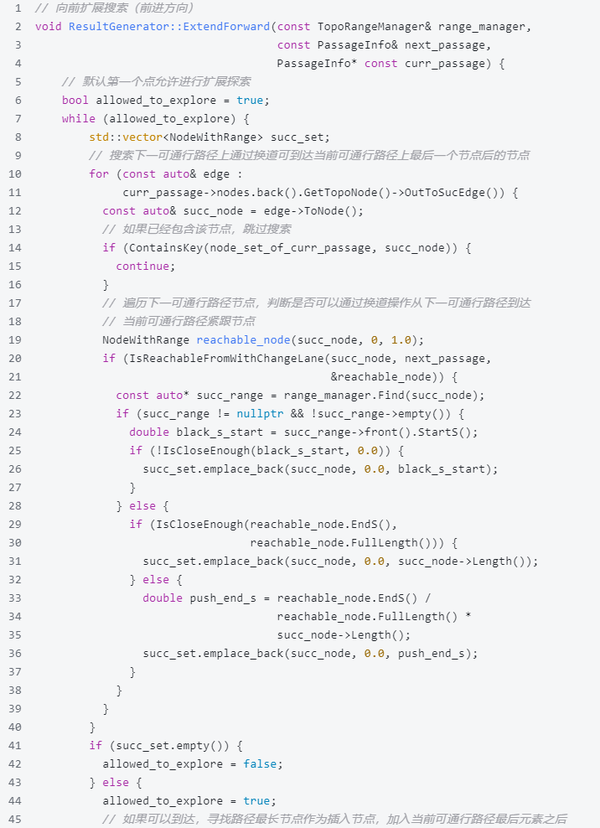 1 // 向前扩展搜索（前进方向）
2 void ResultGenerator::ExtendForward(const TopoRangeManager& range_manager,
3 const PassageInfo& next_passage,
4 PassageInfo* const curr_passage) {
5 // 默认第一个点允许进行扩展探索
6 bool allowed_to_explore = true;
7 while (allowed_to_explore) {
8 std::vector<NodeWithRange> succ_set;
9 // 搜索下一可通行路径上通过换道可到达当前可通行路径上最后一个节点后的节点
10 for (const auto& edge :
11 curr_passage->nodes.back().GetTopoNode()->OutToSucEdge()) {
12 const auto& succ_node = edge->ToNode();
13 // 如果已经包含该节点，跳过搜索
14 if (ContainsKey(node_set_of_curr_passage, succ_node)) {
15 continue;
16 }
17 // 遍历下一可通行路径节点，判断是否可以通过换道操作从下一可通行路径到达
18 // 当前可通行路径紧跟节点
19 NodeWithRange reachable_node(succ_node, 0, 1.0);
20 if (IsReachableFromWithChangeLane(succ_node, next_passage,
21 &reachable_node)) {
22 const auto* succ_range = range_manager.Find(succ_node);
23 if (succ_range != nullptr && !succ_range->empty()) {
24 double black_s_start = succ_range->front().StartS();
25 if (!IsCloseEnough(black_s_start, 0.0)) {
26 succ_set.emplace_back(succ_node, 0.0, black_s_start);
27 }
28 } else {
29 if (IsCloseEnough(reachable_node.EndS(),
30 reachable_node.FullLength())) {
31 succ_set.emplace_back(succ_node, 0.0, succ_node->Length());
32 } else {
33 double push_end_s = reachable_node.EndS() /
34 reachable_node.FullLength() *
35 succ_node->Length();
36 succ_set.emplace_back(succ_node, 0.0, push_end_s);
37 }
38 }
39 }
40 }
41 if (succ_set.empty()) {
42 allowed_to_explore = false;
43 } else {
44 allowed_to_explore = true;
45 // 如果可以到达，寻找路径最长节点作为插入节点，加入当前可通行路径最后元素之后